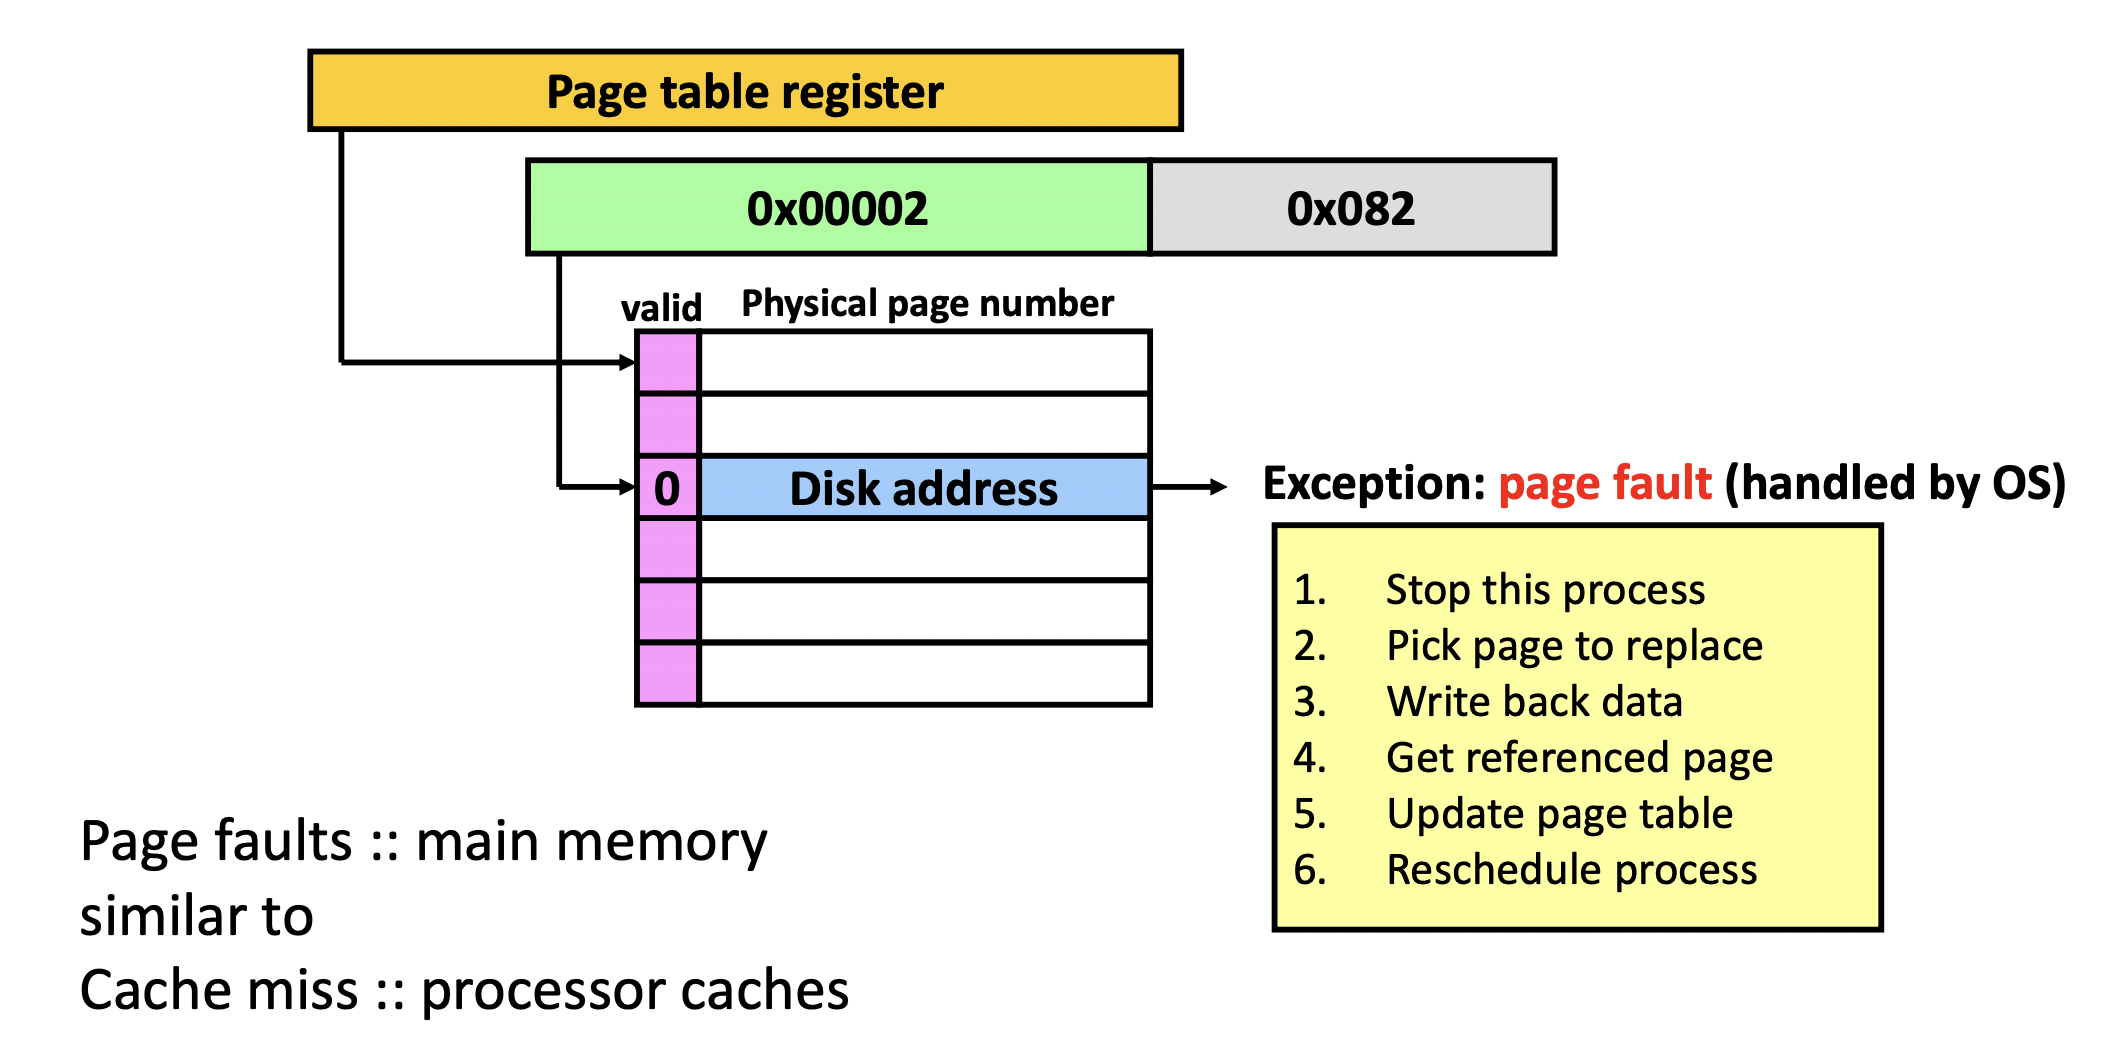 Page table register
0x00002 0x082
valid Physical page number
0 Disk address
Exception: page fault (handled by OS)
1. Stop this process
2. Pick page to replace
3. Write back data
4. Get referenced page
5. Update page table
6. Reschedule process
Page faults :: main memory
similar to
Cache miss :: processor caches